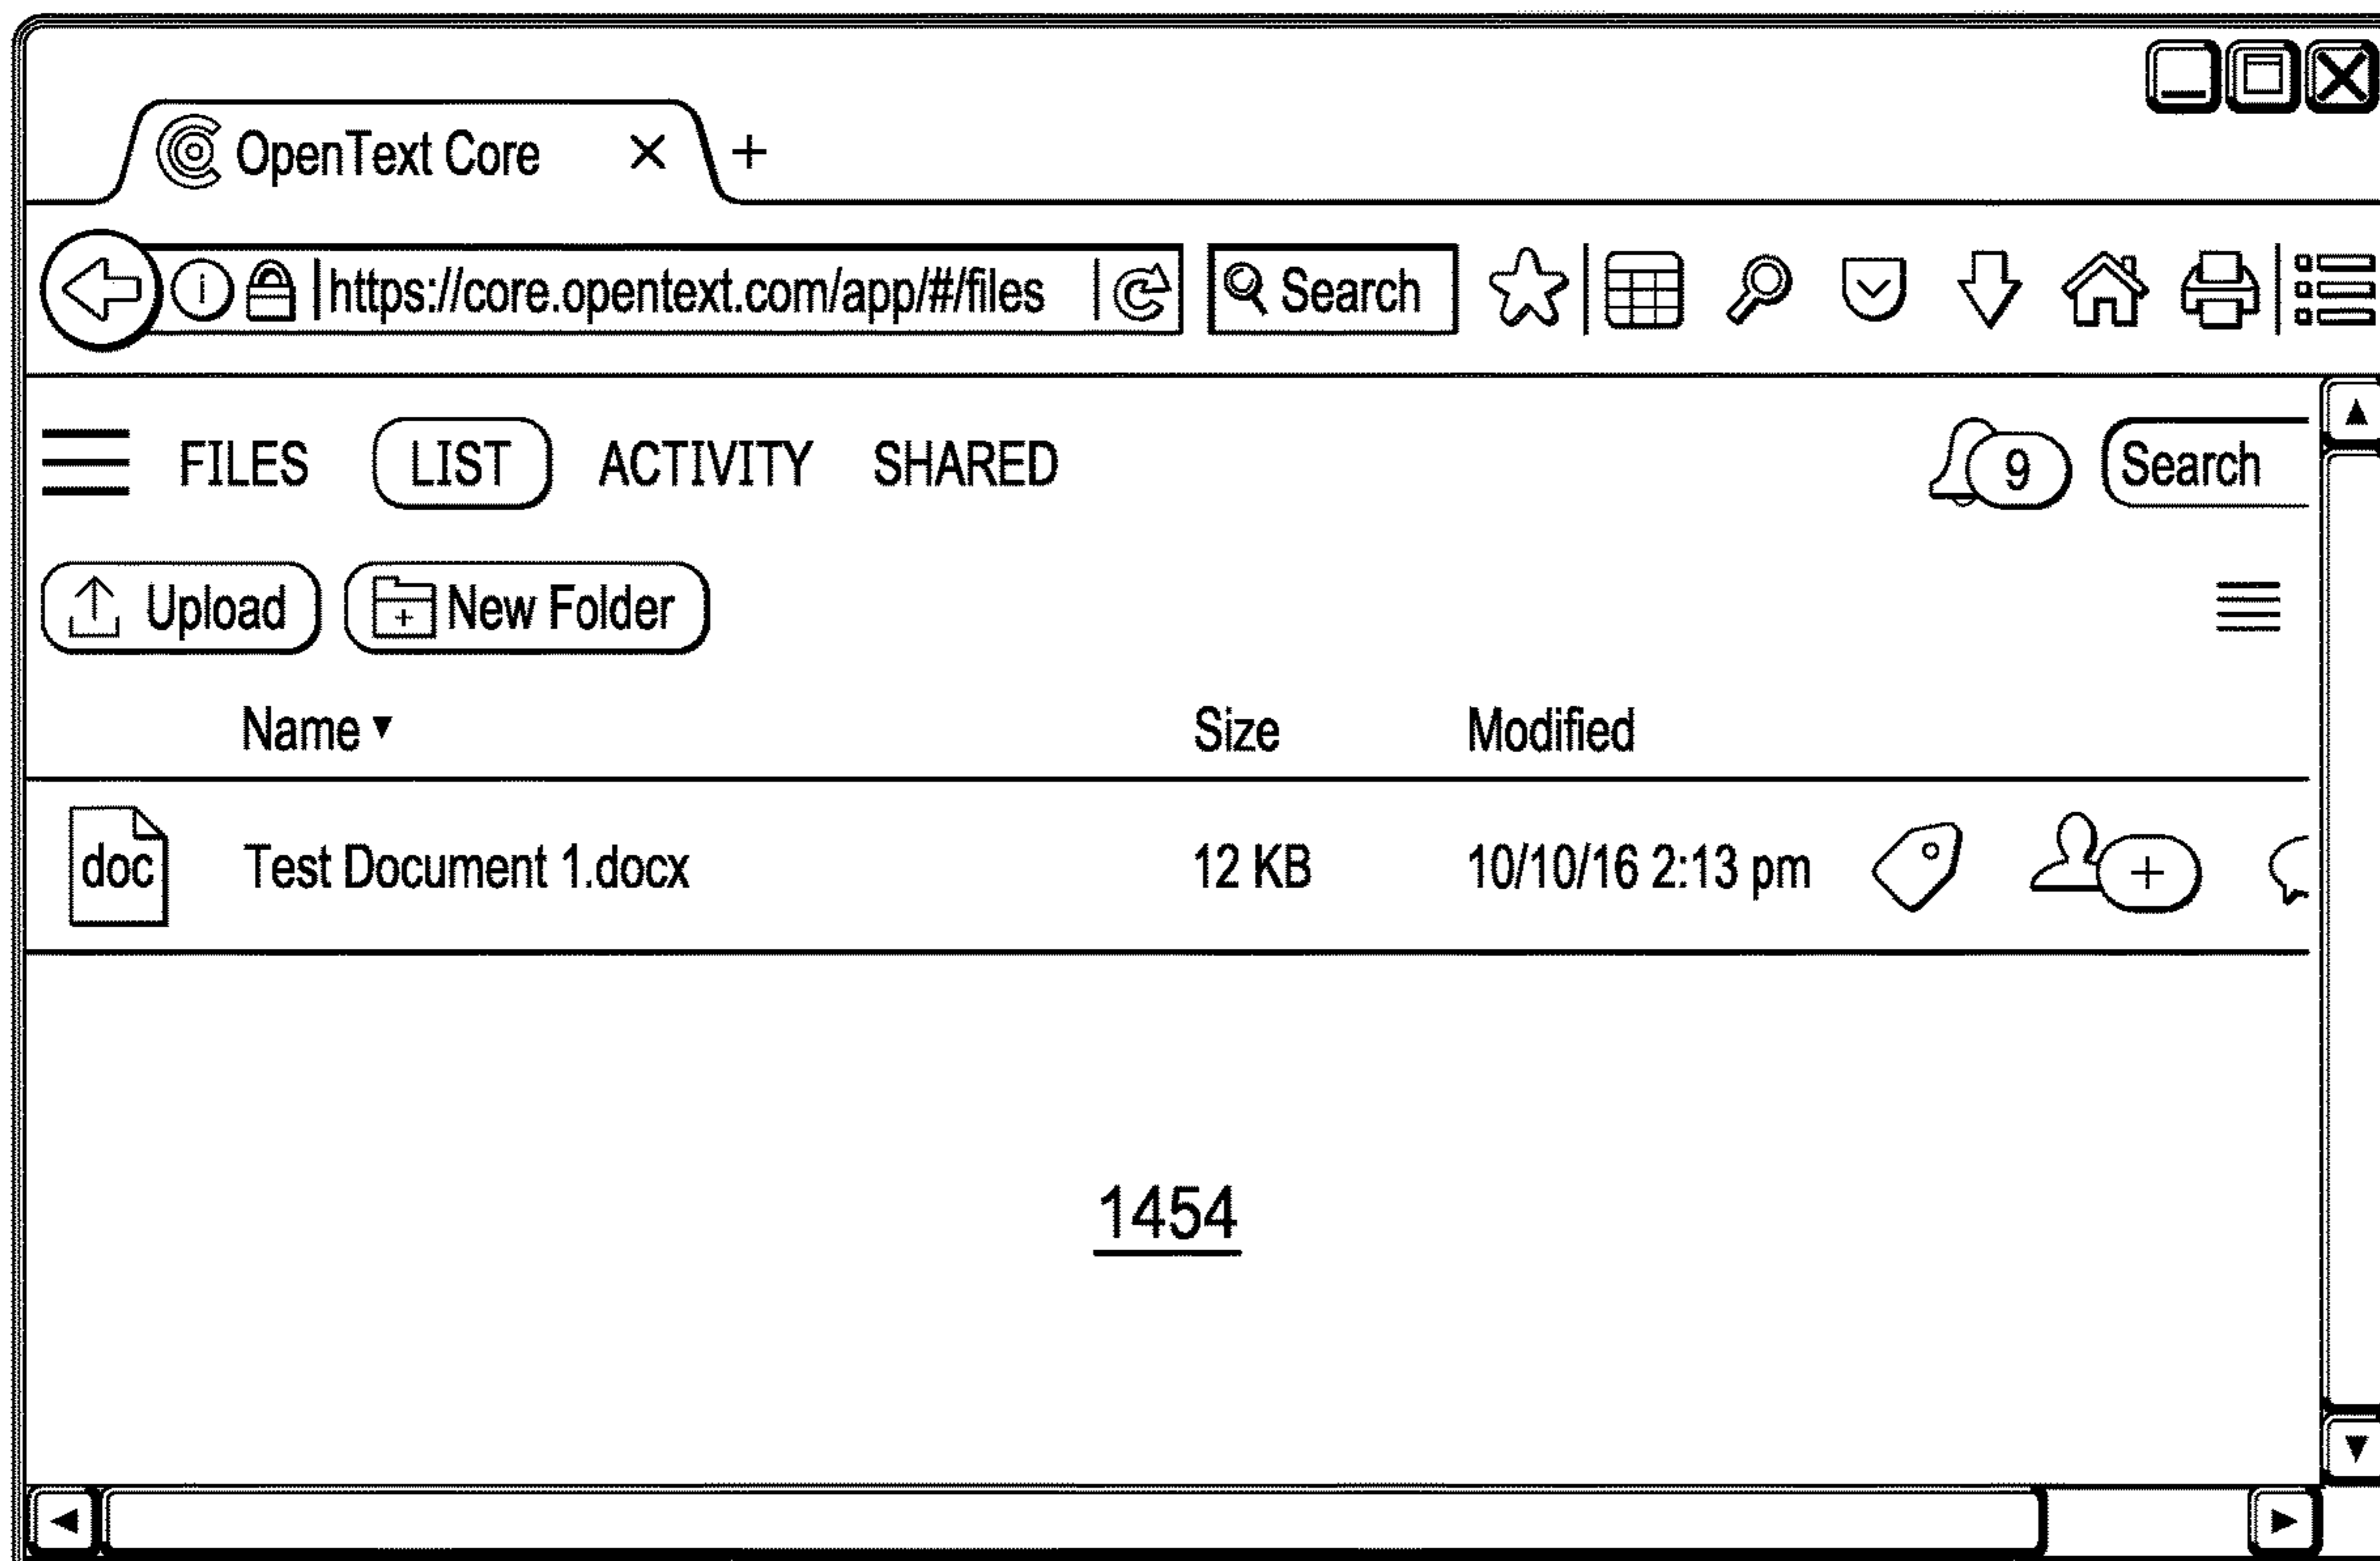 OpenText Core
https://core.opentext.com/app/#/files Search
FILES LIST ACTIVITY SHARED 9 Search
Upload New Folder
Name Size Modified
doc Test Document 1.docx 12 KB 10/10/16 2:13 pm
1454